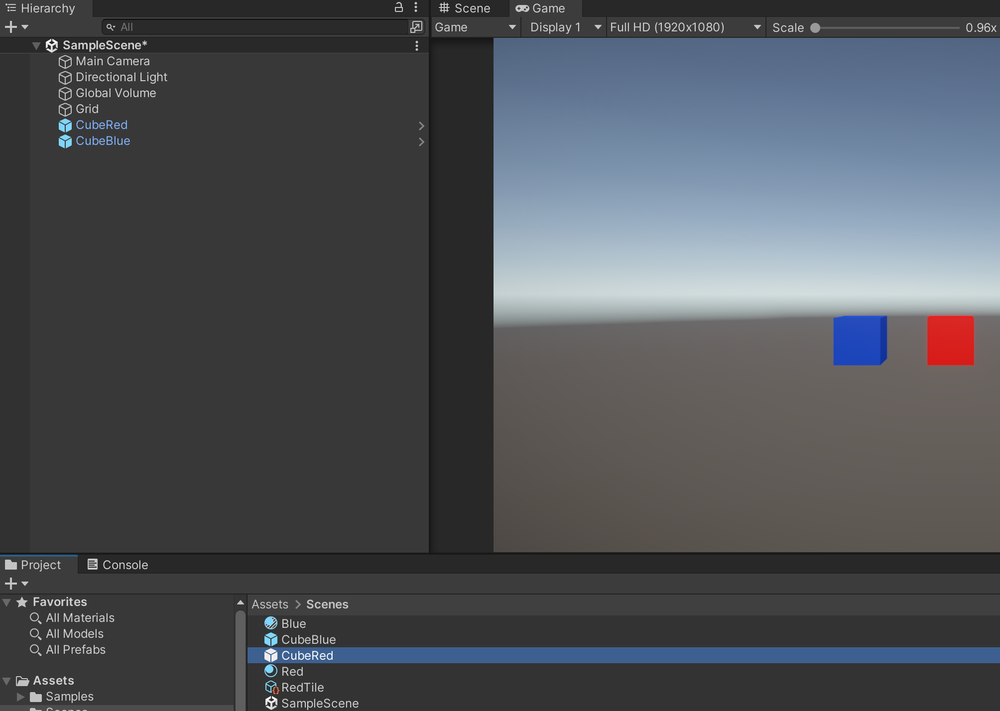 Hierarchy
All
SampleScene*
Main Camera
Directional Light
Global Volume
Grid
CubeRed
CubeBlue
Scene Game
Game Display 1 Full HD (1920x1080) Scale 0.96x
Project Console
Favorites
All Materials
All Models
All Prefabs
Assets
Samples
Assets > Scenes
Blue
CubeBlue
CubeRed
Red
RedTile
SampleScene